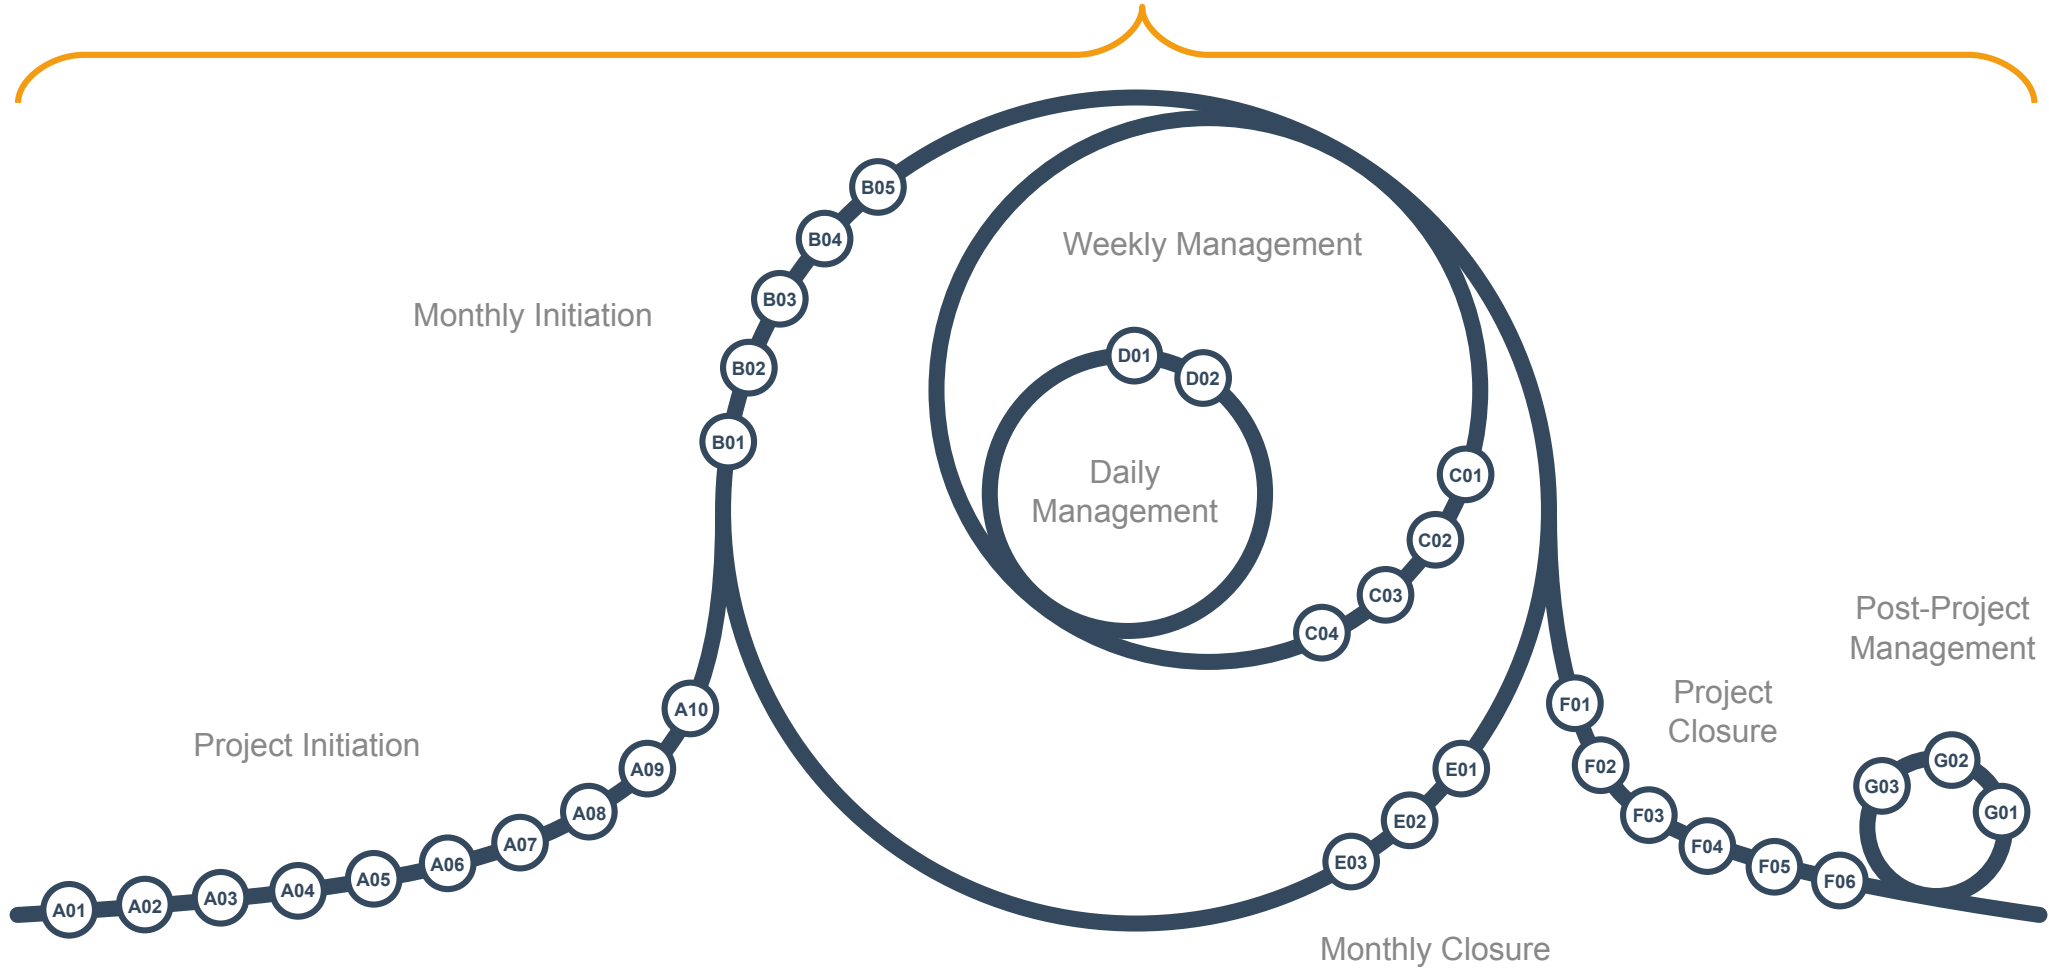 Project Initiation
A01
A02
A03
A04
A05
A06
A07
A08
A09
A10
Monthly Initiation
B01
B02
B03
B04
B05
Weekly Management
C01
C02
C03
C04
Daily
Management
D01
D02
Monthly Closure
E01
E02
E03
Project
Closure
F01
F02
F03
F04
F05
F06
Post-Project
Management
G01
G02
G03